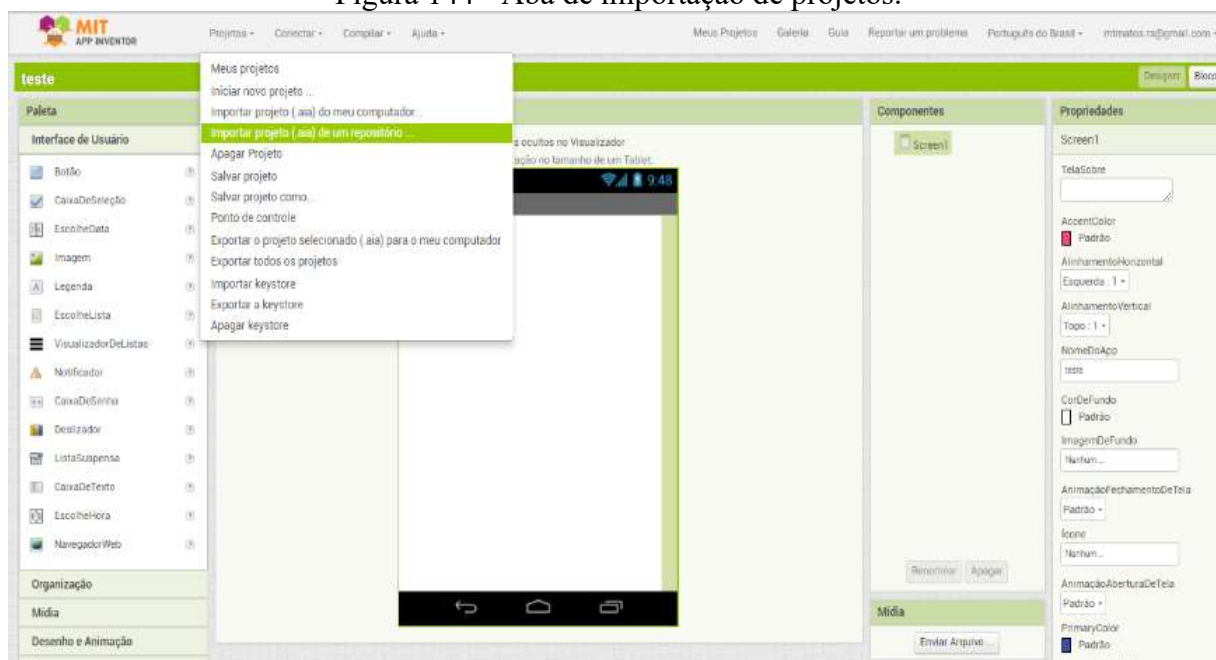 Figura 144 - Aba de importação de projetos.
MIT
APP INVENTOR
Projetos Conectar Compilar Ajuda
Meus Projetos Galeria Guia Reportar um problema Português do Brasil
teste
Designer
Meus projetos
Iniciar novo projeto ...
Importar projeto (.aia) do meu computador...
Importar projeto (.aia) de um repositório ...
Apagar Projeto
Salvar projeto
Salvar projeto como...
Ponto de controle
Exportar o projeto selecionado (.aia) para o meu computador
Exportar todos os projetos
Importar keystore
Exportar a keystore
Apagar keystore
Paleta
Interface de Usuário
Botão
CaixaDeSeleção
EscolheData
Imagem
Legenda
EscolheLista
VisualizadorDeListas
Notificador
CaixaDeSenha
Deslizador
ListaSuspensa
CaixaDeTexto
EscolheHora
NavegadorWeb
Organização
Mídia
Desenho e Animação
ocultos no Visualizador
no tamanho de um Tablet.
9:48
Componentes
Screen1
Renomear Apagar
Mídia
Enviar Arquivo ...
Propriedades
Screen1
TelaSobre
AccentColor
Padrão
AlinhamentoHorizontal
Esquerda : 1
AlinhamentoVertical
Topo : 1
NomeDoApp
teste
CorDeFundo
Padrão
ImagemDeFundo
Nenhum...
AnimaçãoFechamentoDeTela
Padrão
Ícone
Nenhum...
AnimaçãoAberturaDeTela
Padrão
PrimaryColor
Padrão